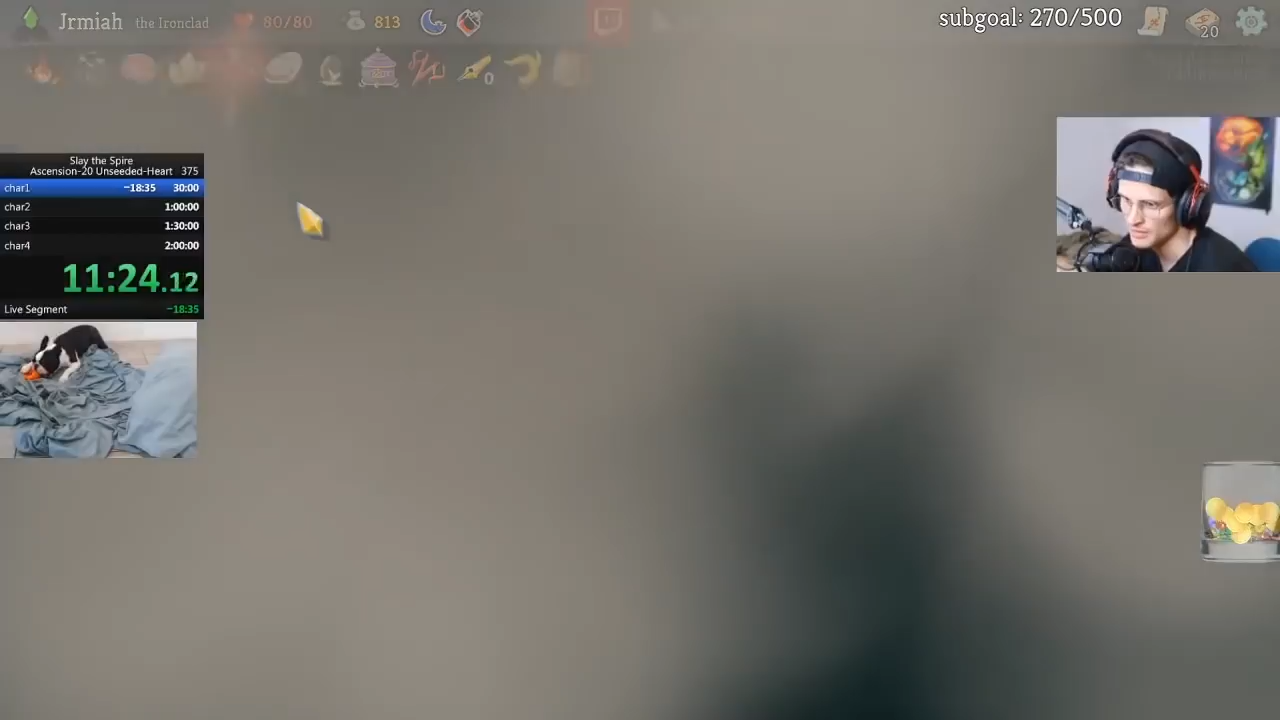 Jrmiah the Ironclad 80/80 813 subgoal: 270/500 20
0
Slay the Spire
Ascension-20 Unseeded-Heart 375
char1 −18:35 30:00
char2 1:00:00
char3 1:30:00
char4 2:00:00
11:24.12
Live Segment −18:35